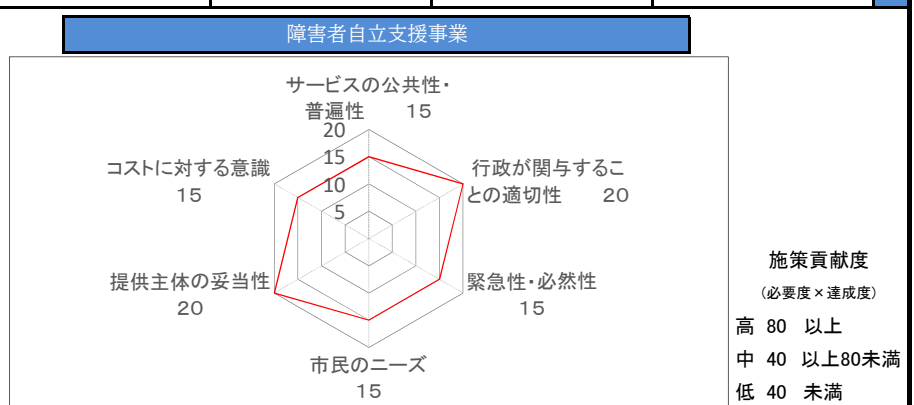 障害者自立支援事業
サービスの公共性・
普遍性 15
20
15
10
5
行政が関与するこ
との適切性 20
緊急性・必然性
15
市民のニーズ
15
提供主体の妥当性
20
コストに対する意識
15
施策貢献度
(必要度×達成度)
高 80 以上
中 40 以上80未満
低 40 未満